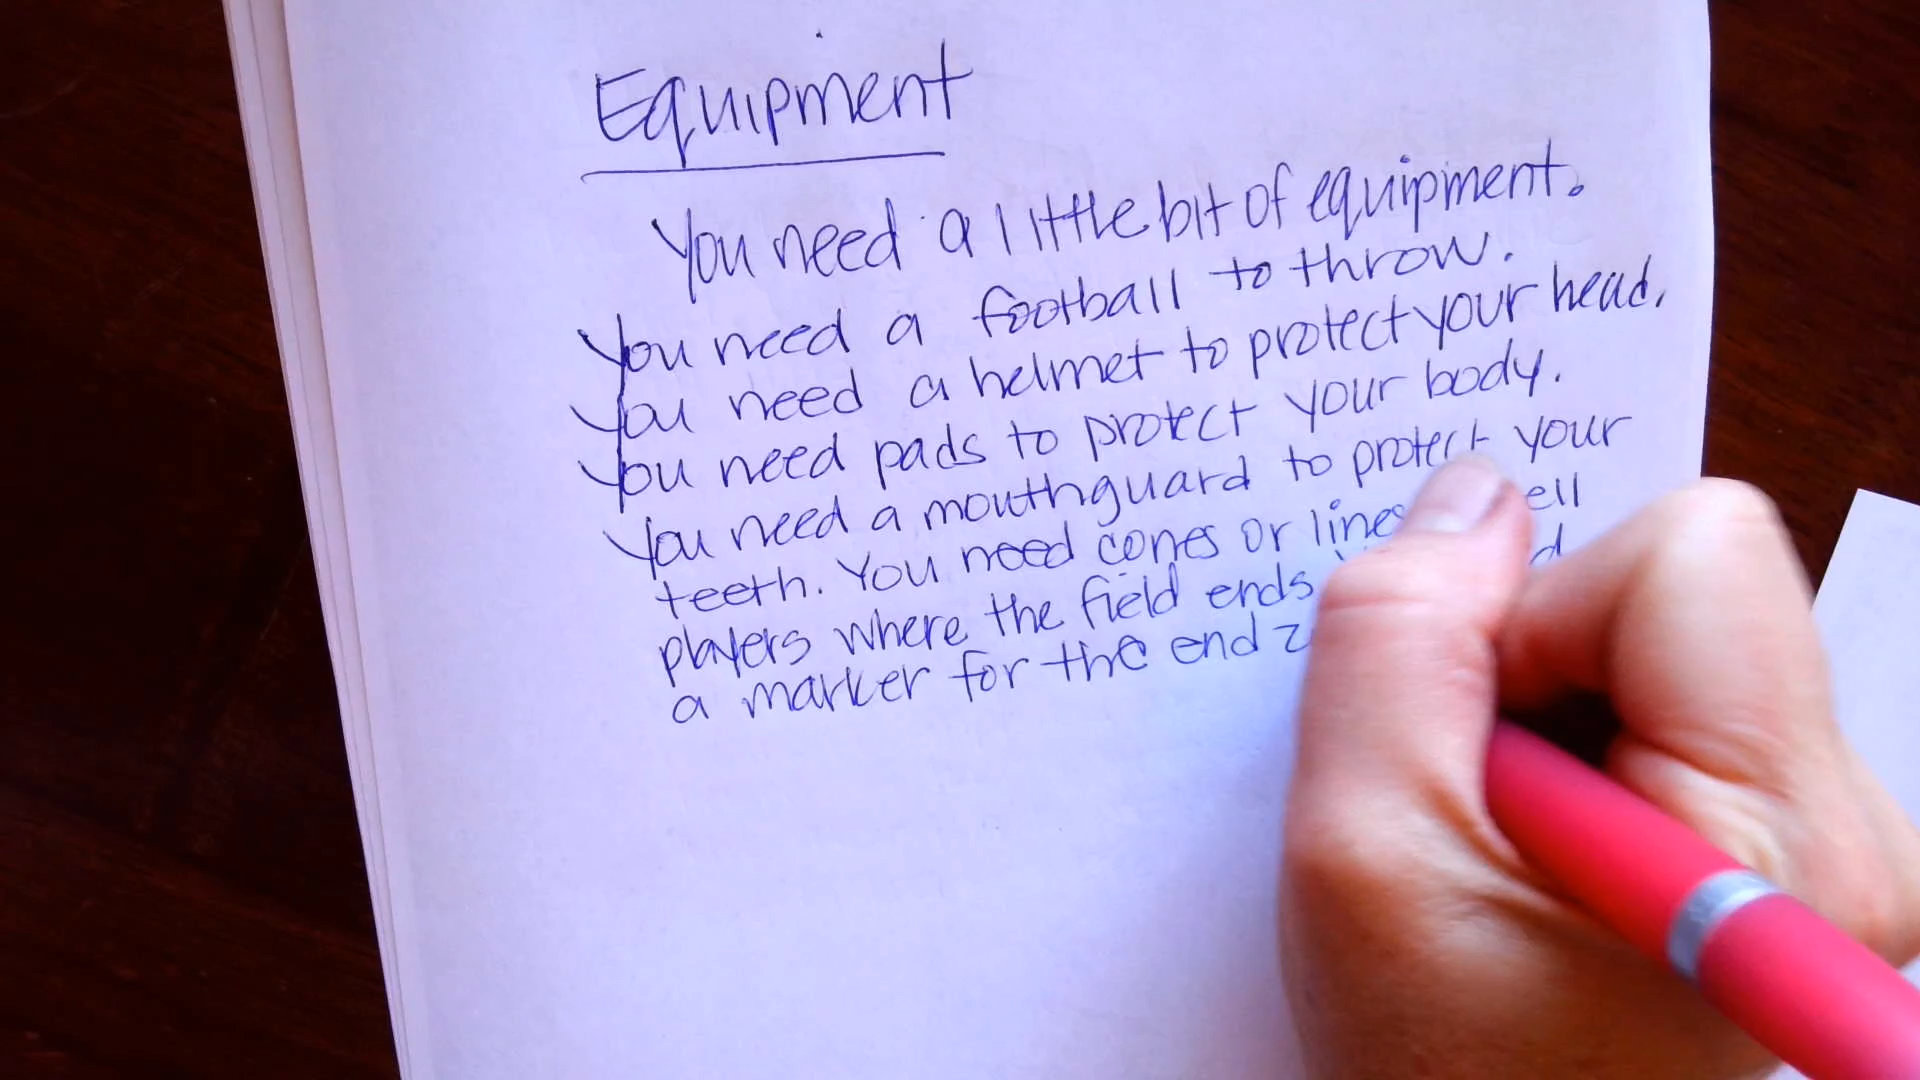 Equipment
You need a little bit of equipment.
You need a football to throw.
You need a helmet to protect your head.
You need pads to protect your body.
You need a mouthguard to protect your
teeth. You need cones or lines
players where the field ends
a marker for the end